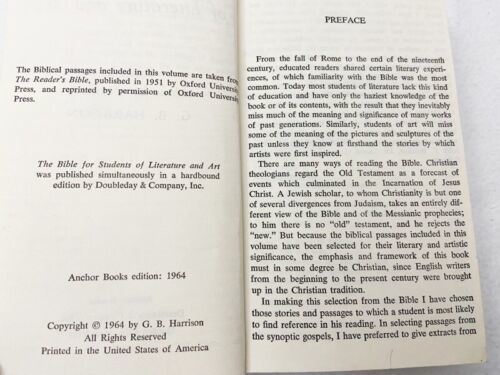 The Biblical passages included in this volume are taken from
The Reader's Bible, published in 1951 by Oxford University
Press, and reprinted by permission of Oxford University
Press.
The Bible for Students of Literature and Art
was published simultaneously in a hardbound
edition by Doubleday & Company, Inc.
Anchor Books edition: 1964
Copyright © 1964 by G. B. Harrison
All Rights Reserved
Printed in the United States of America
PREFACE
From the fall of Rome to the end of the nineteenth
century, educated readers shared certain literary experi-
ences, of which familiarity with the Bible was the most
common. Today most students of literature lack this kind
of education and have only the haziest knowledge of the
book or of its contents, with the result that they inevitably
miss much of the meaning and significance of many works
of past generations. Similarly, students of art will miss
some of the meaning of the pictures and sculptures of the
past unless they know at firsthand the stories by which
artists were first inspired.
There are many ways of reading the Bible. Christian
theologians regard the Old Testament as a forecast of
events which culminated in the Incarnation of Jesus
Christ. A Jewish scholar, to whom Christianity is but one
of several divergences from Judaism, takes an entirely dif-
ferent view of the Bible and of the Messianic prophecies;
to him there is no "old" testament, and he rejects the
"new." But because the biblical passages included in this
volume have been selected for their literary and artistic
significance, the emphasis and framework of this book
must in some degree be Christian, since English writers
from the beginning to the present century were brought
up in the Christian tradition.
In making this selection from the Bible I have chosen
those stories and passages to which a student is most likely
to find reference in his reading. In selecting passages from
the synoptic gospels, I have preferred to give extracts from